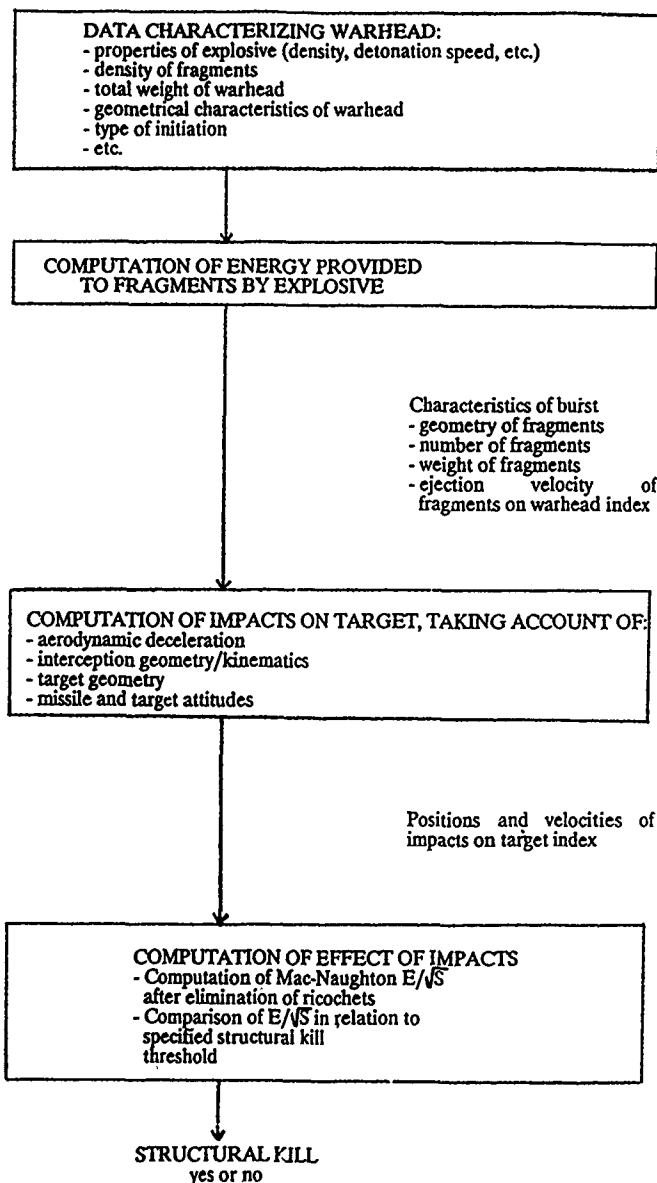 DATA CHARACTERIZING WARHEAD:
- properties of explosive (density, detonation speed, etc.)
- density of fragments
- total weight of warhead
- geometrical characteristics of warhead
- type of initiation
- etc.
COMPUTATION OF ENERGY PROVIDED
TO FRAGMENTS BY EXPLOSIVE
Characteristics of burst
- geometry of fragments
- number of fragments
- weight of fragments
- ejection velocity of
fragments on warhead index
COMPUTATION OF IMPACTS ON TARGET, TAKING ACCOUNT OF:
- aerodynamic deceleration
- interception geometry/kinematics
- target geometry
- missile and target attitudes
Positions and velocities of
impacts on target index
COMPUTATION OF EFFECT OF IMPACTS
- Computation of Mac-Naughton E/√S
after elimination of ricochets
- Comparison of E/√S in relation to
specified structural kill
threshold
STRUCTURAL KILL
yes or no